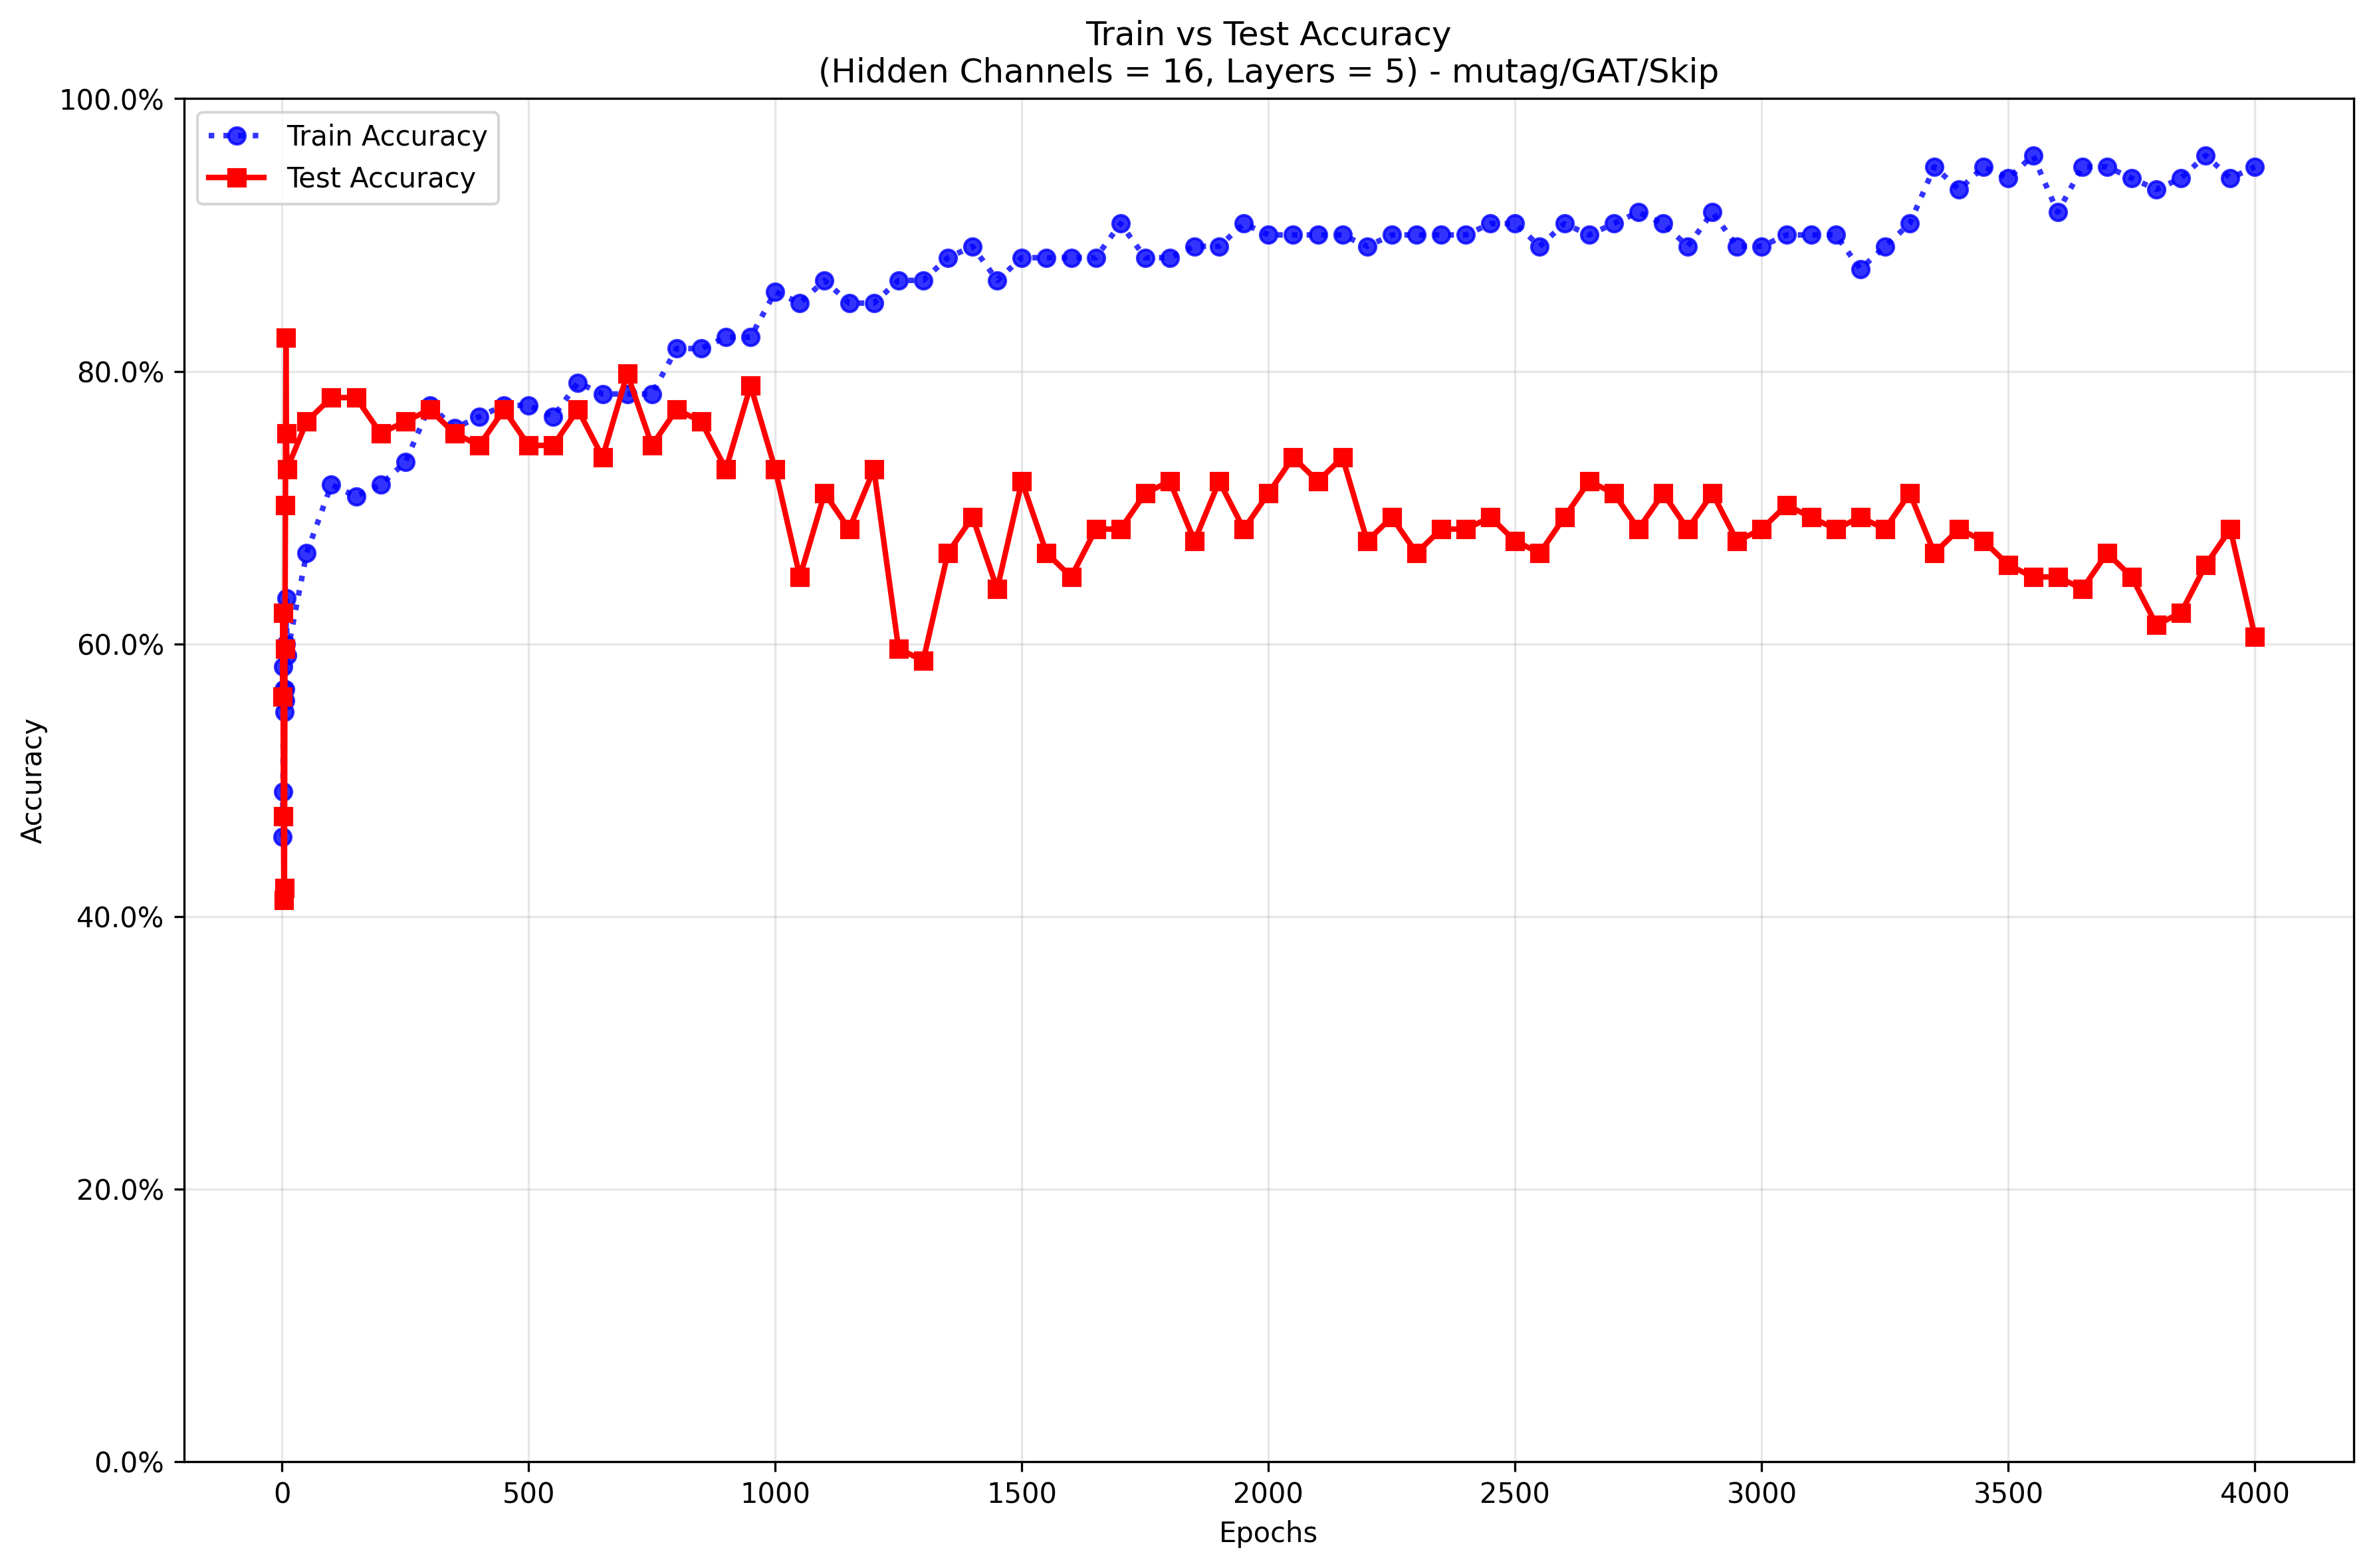 Train vs Test Accuracy
(Hidden Channels = 16, Layers = 5) - mutag/GAT/Skip
Train Accuracy
Test Accuracy
100.0%
80.0%
60.0%
40.0%
20.0%
0.0%
Accuracy
0 500 1000 1500 2000 2500 3000 3500 4000
Epochs